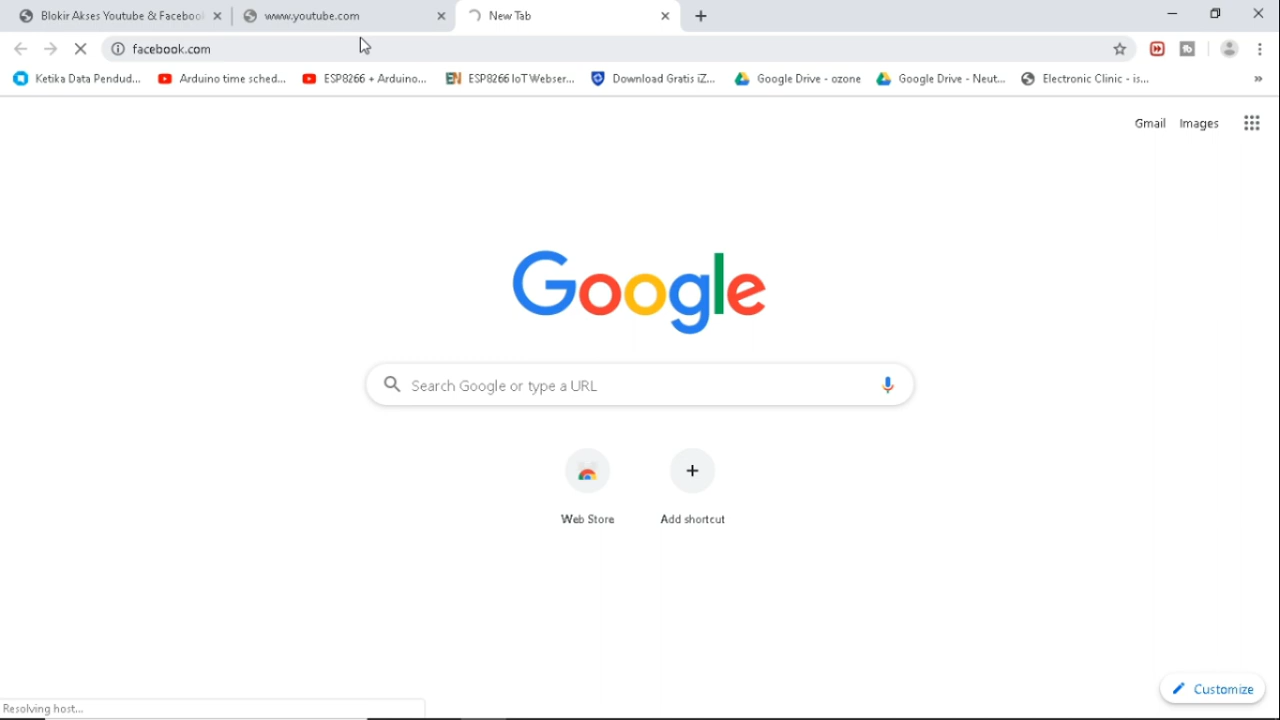 Blokir Akses Youtube & Facebool
www.youtube.com
New Tab
facebook.com
Ketika Data Pendud...
Arduino time sched...
ESP8266 + Arduino...
EN
ESP8266 IoT Webser...
Download Gratis iZ...
Google Drive - ozone
Google Drive - Neut...
Electronic Clinic - is...
Gmail
Images
Google
Search Google or type a URL
Web Store
Add shortcut
Customize
Resolving host...